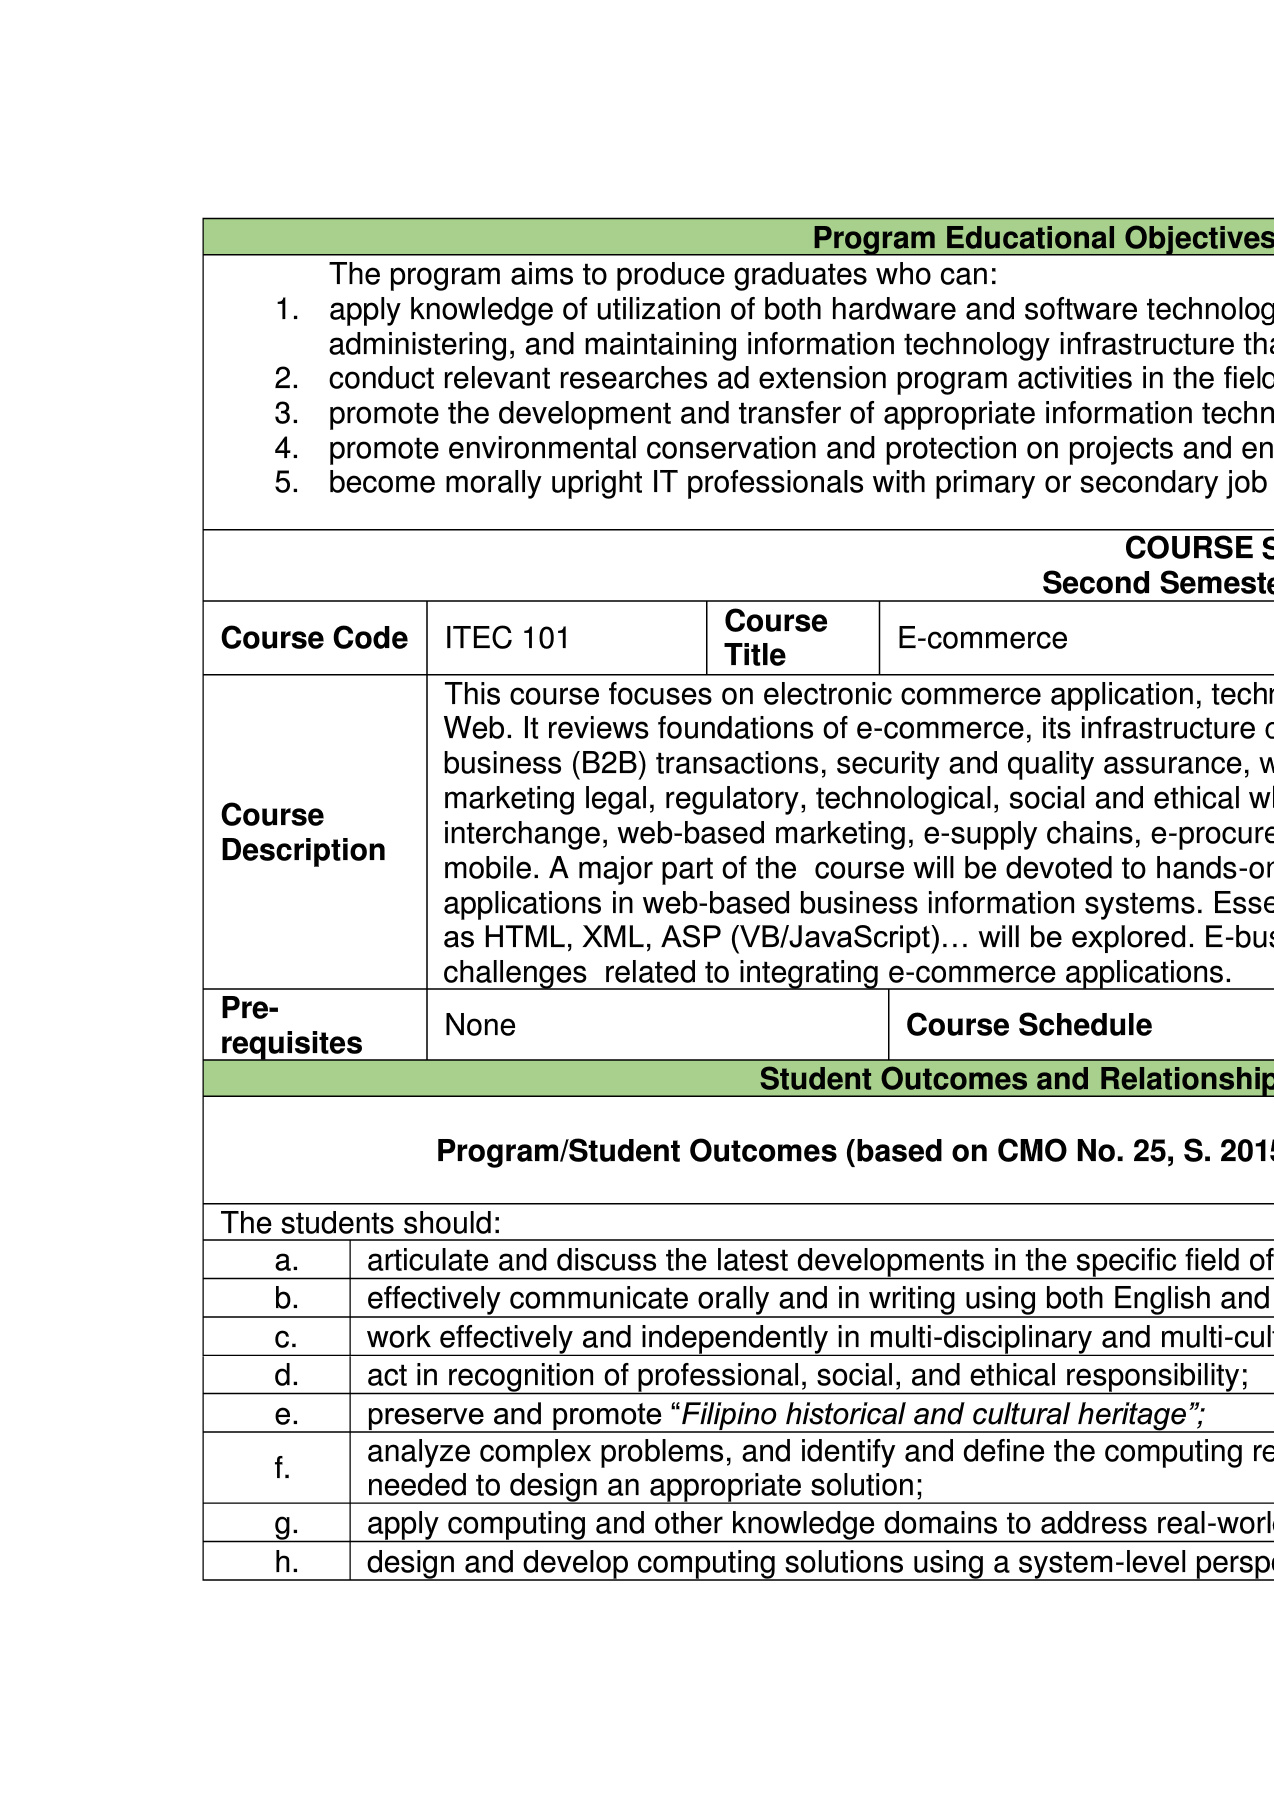 Program Educational Objectives
The program aims to produce graduates who can:
1. apply knowledge of utilization of both hardware and software technolog
administering, and maintaining information technology infrastructure tha
2. conduct relevant researches ad extension program activities in the field
3. promote the development and transfer of appropriate information techn
4. promote environmental conservation and protection on projects and en
5. become morally upright IT professionals with primary or secondary job
COURSE S
Second Semeste
Course Code ITEC 101 Course Title E-commerce
Course Description
This course focuses on electronic commerce application, techn
Web. It reviews foundations of e-commerce, its infrastructure c
business (B2B) transactions, security and quality assurance, w
marketing legal, regulatory, technological, social and ethical wh
interchange, web-based marketing, e-supply chains, e-procure
mobile. A major part of the  course will be devoted to hands-on
applications in web-based business information systems. Esse
as HTML, XML, ASP (VB/JavaScript)… will be explored. E-bus
challenges  related to integrating e-commerce applications.
Pre-requisites None Course Schedule
Student Outcomes and Relationship
Program/Student Outcomes (based on CMO No. 25, S. 2015
The students should:
a. articulate and discuss the latest developments in the specific field of
b. effectively communicate orally and in writing using both English and
c. work effectively and independently in multi-disciplinary and multi-cult
d. act in recognition of professional, social, and ethical responsibility;
e. preserve and promote “Filipino historical and cultural heritage”;
f. analyze complex problems, and identify and define the computing re
needed to design an appropriate solution;
g. apply computing and other knowledge domains to address real-worl
h. design and develop computing solutions using a system-level perspe